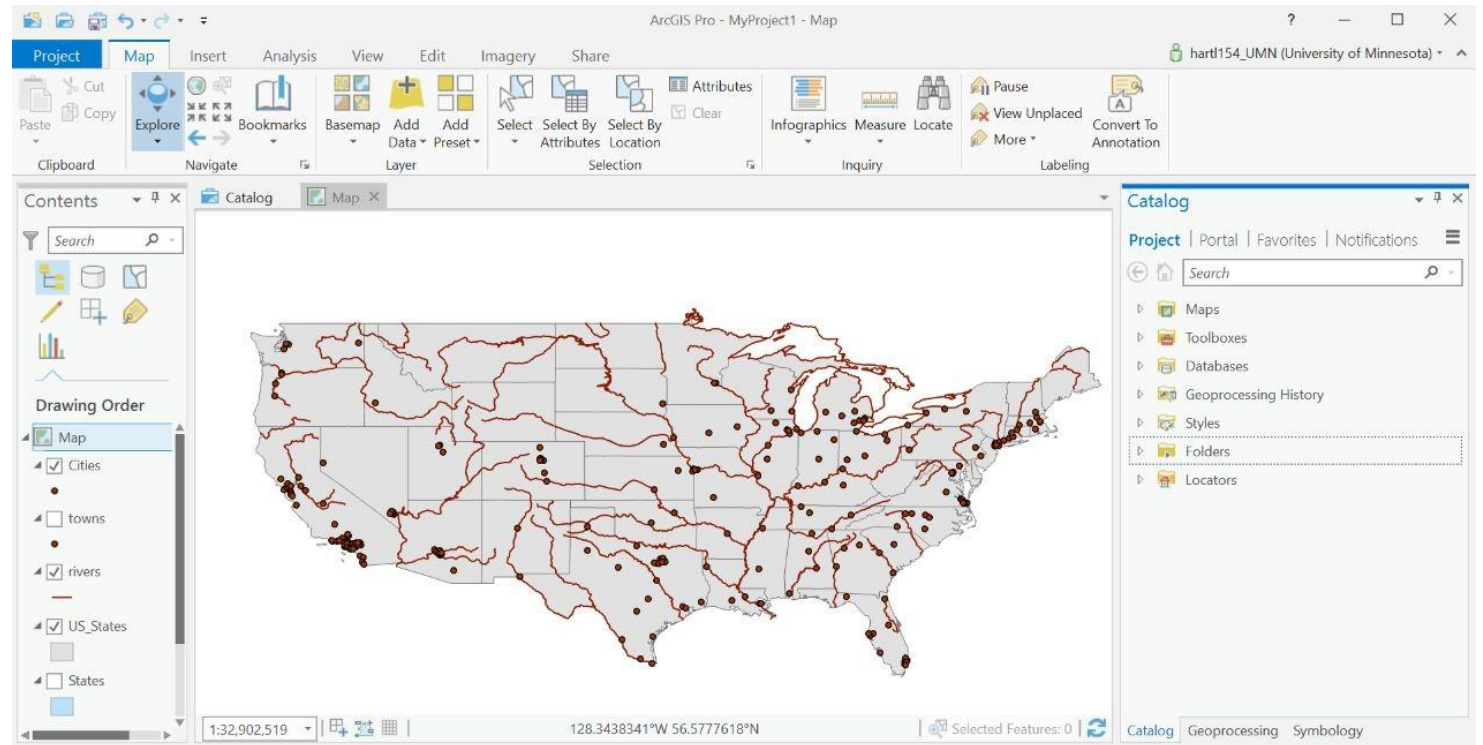 ArcGIS Pro - MyProject1 - Map
?
Project Map Insert Analysis View Edit Imagery Share
hartl154_UMN (University of Minnesota)
Paste
Cut
Copy
Clipboard
Explore
Bookmarks
Navigate
Basemap
Add Data
Add Preset
Layer
Select
Select By Attributes
Select By Location
Attributes
Clear
Selection
Infographics
Measure
Locate
Inquiry
Pause
View Unplaced
More
A
Convert To Annotation
Labeling
Contents
Search
Drawing Order
Map
Cities
towns
rivers
US_States
States
Catalog
Map
1:32,902,519
128.3438341°W 56.5777618°N
Selected Features: 0
Catalog
Project | Portal | Favorites | Notifications
Search
Maps
Toolboxes
Databases
Geoprocessing History
Styles
Folders
Locators
Catalog Geoprocessing Symbology